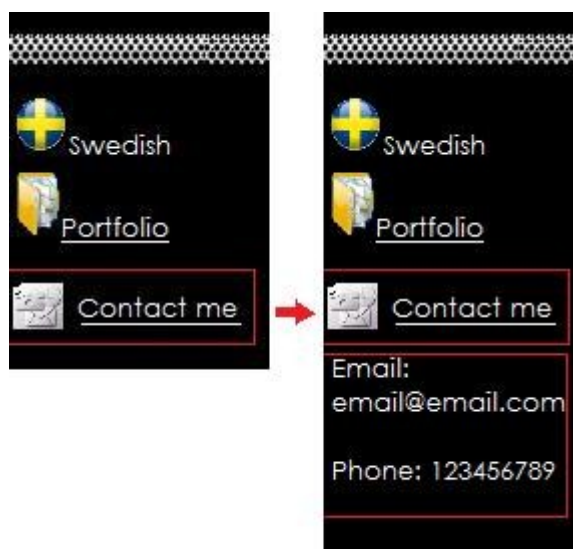 Swedish
Portfolio
Contact me
Swedish
Portfolio
Contact me
Email:
email@email.com
Phone: 123456789